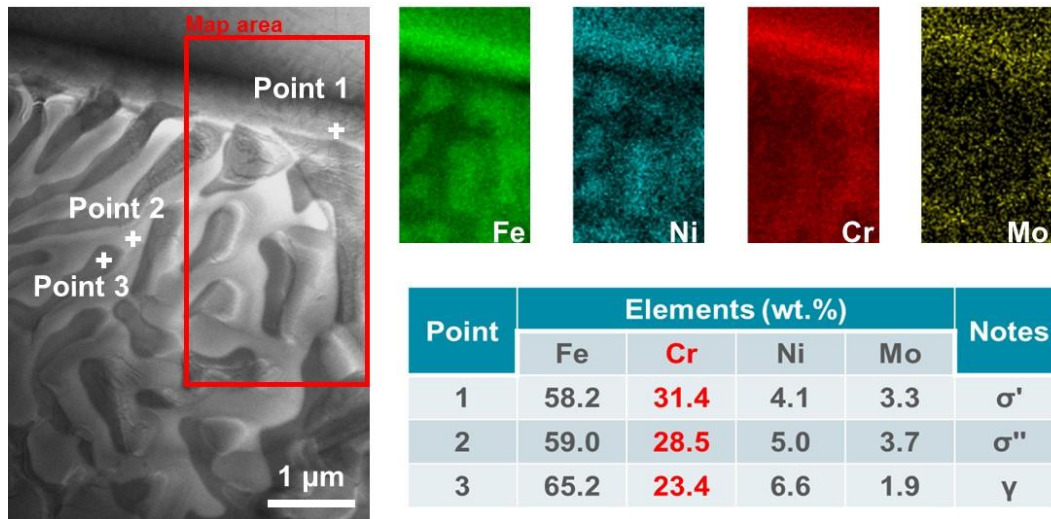 Map area
Point 1
Point 2
Point 3
1 μm
Fe
Ni
Cr
Mo
Point Elements (wt.%) Notes
Fe Cr Ni Mo
1 58.2 31.4 4.1 3.3 σ'
2 59.0 28.5 5.0 3.7 σ"
3 65.2 23.4 6.6 1.9 γ